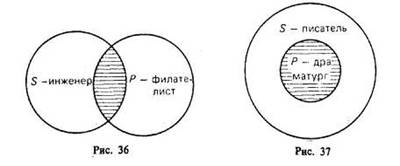 S – инженер
P – филате-
лист
Рис. 36
S – писатель
P – дра
матург
Рис. 37